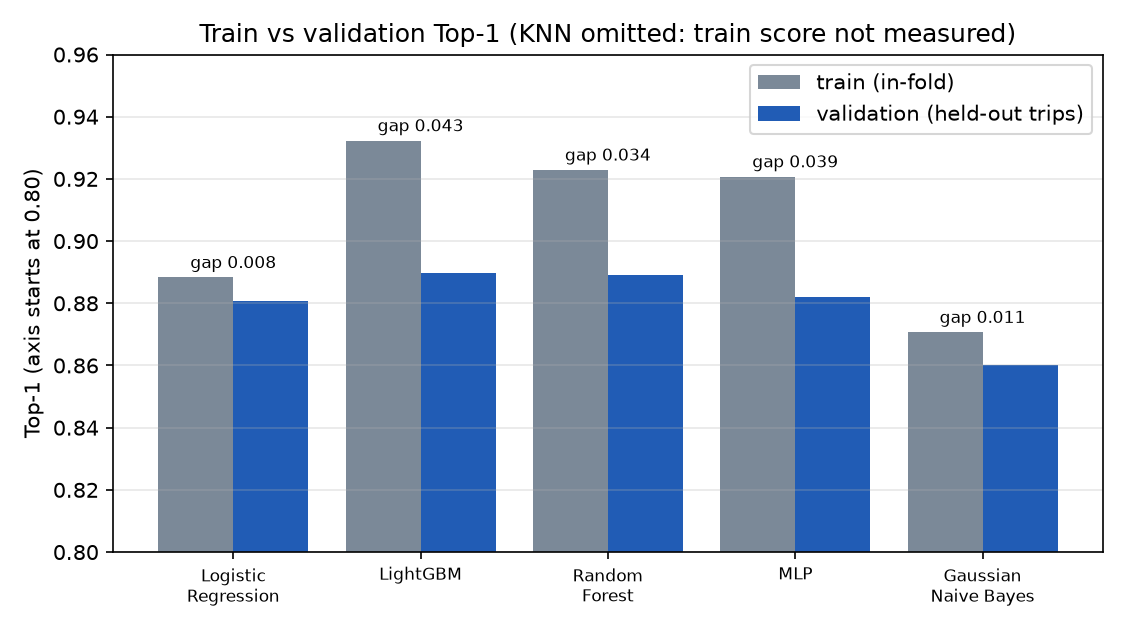 Train vs validation Top-1 (KNN omitted: train score not measured)
train (in-fold)
validation (held-out trips)
Top-1 (axis starts at 0.80)
0.96
0.94
0.92
0.90
0.88
0.86
0.84
0.82
0.80
gap 0.008
gap 0.043
gap 0.034
gap 0.039
gap 0.011
Logistic
Regression
LightGBM
Random
Forest
MLP
Gaussian
Naive Bayes